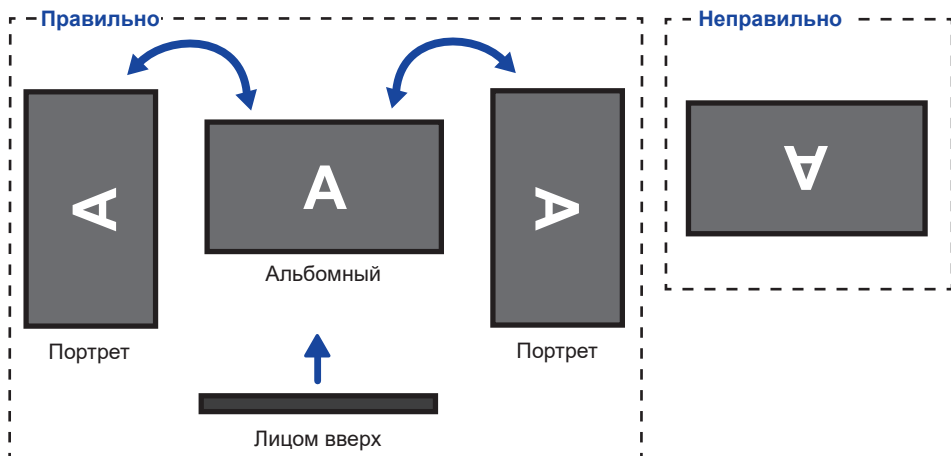 Правильно
Неправильно
A
A
A
A
Альбомный
Портрет
Портрет
Лицом вверх